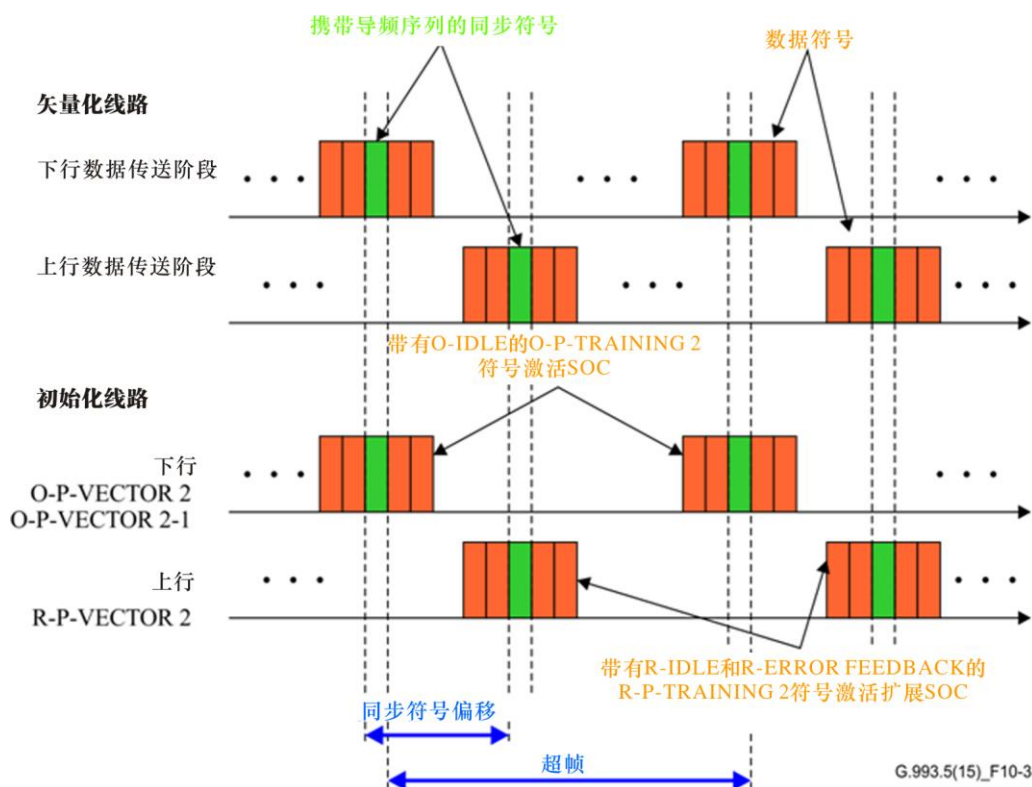 携带导频序列的同步符号
数据符号
矢量化线路
下行数据传送阶段
上行数据传送阶段
带有O-IDLE的O-P-TRAINING 2
符号激活SOC
初始化线路
下行
O-P-VECTOR 2
O-P-VECTOR 2-1
上行
R-P-VECTOR 2
带有R-IDLE和R-ERROR FEEDBACK的
R-P-TRAINING 2符号激活扩展SOC
同步符号偏移
超帧
G.993.5(15)_F10-3